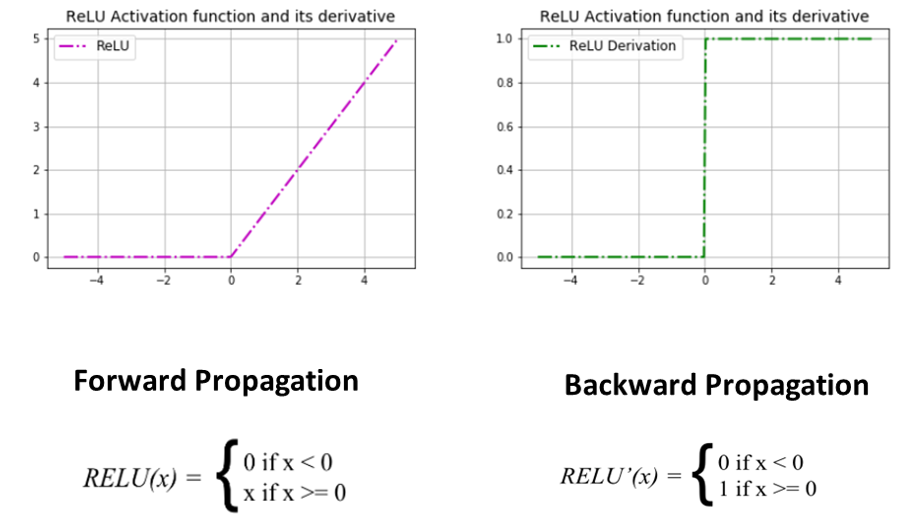 ReLU Activation function and its derivative
ReLU
5
4
3
2
1
0
−4 −2 0 2 4
ReLU Activation function and its derivative
ReLU Derivation
1.0
0.8
0.6
0.4
0.2
0.0
−4 −2 0 2 4
Forward Propagation
Backward Propagation
RELU(x) = { 0 if x < 0
x if x >= 0
RELU’(x) = { 0 if x < 0
1 if x >= 0